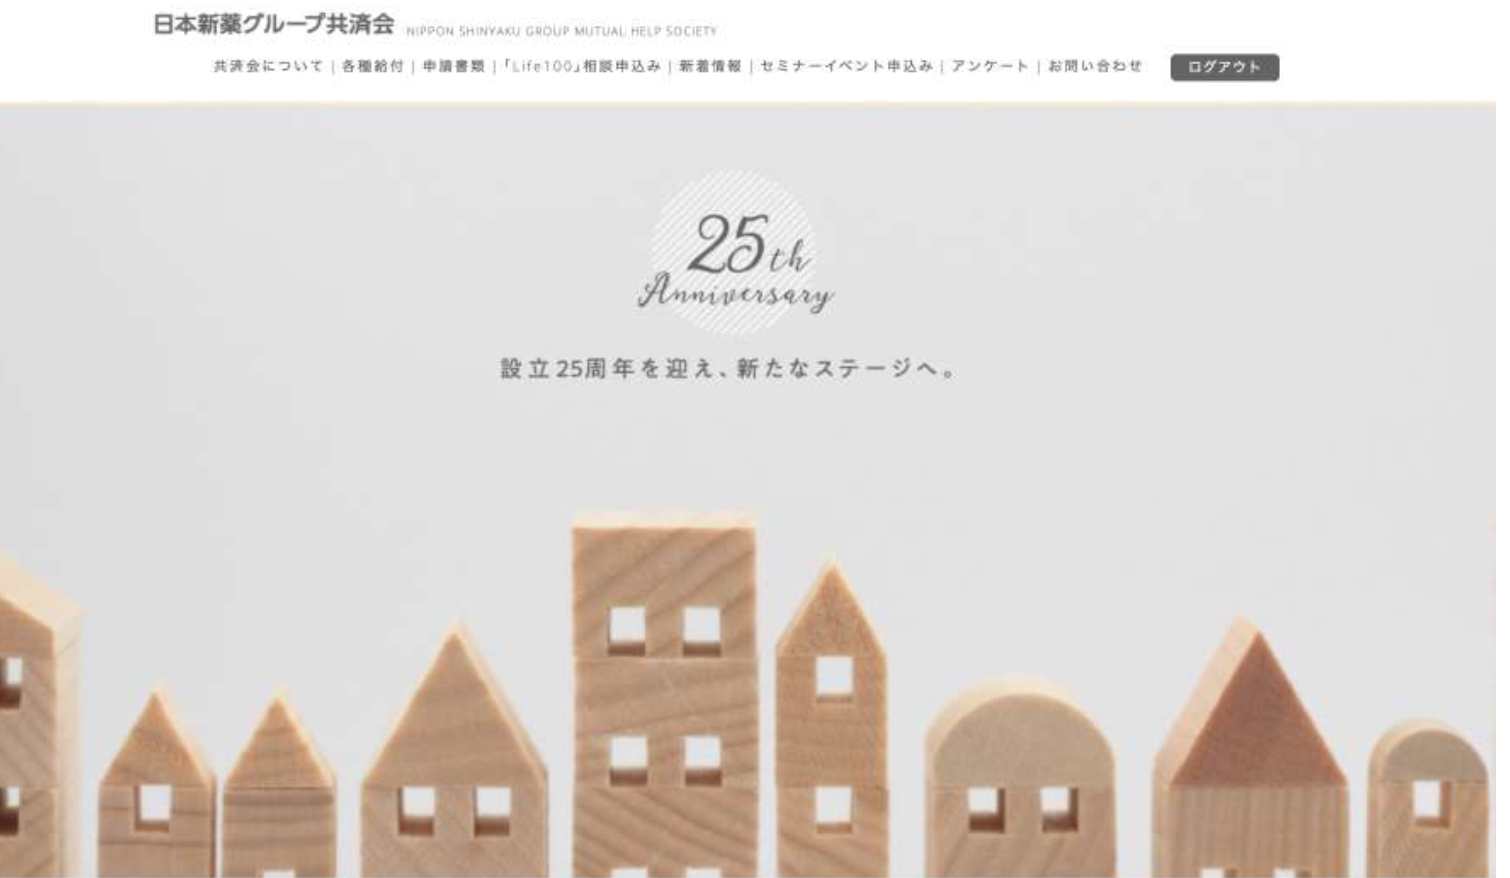 日本新薬グループ共済会 NIPPON SHINYAKU GROUP MUTUAL HELP SOCIETY
共済会について | 各種給付 | 申請書類 | 「Life100」相談申込み | 新着情報 | セミナーイベント申込み | アンケート | お問い合わせ ログアウト
25th
Anniversary
設立25周年を迎え、新たなステージへ。